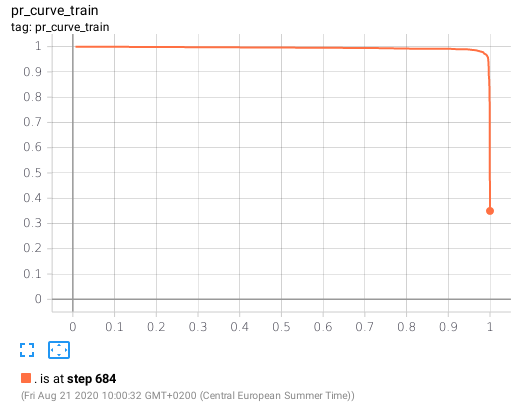 pr_curve_train
tag: pr_curve_train
1
0.9
0.8
0.7
0.6
0.5
0.4
0.3
0.2
0.1
0
0 0.1 0.2 0.3 0.4 0.5 0.6 0.7 0.8 0.9 1
. is at step 684
(Fri Aug 21 2020 10:00:32 GMT+0200 (Central European Summer Time))